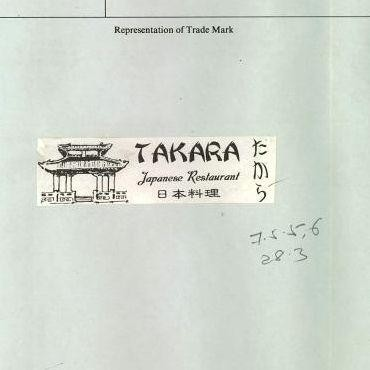 Representation of Trade Mark
TAKARA
Japanese Restaurant
日本料理
たから
7.5.5,6
28.3